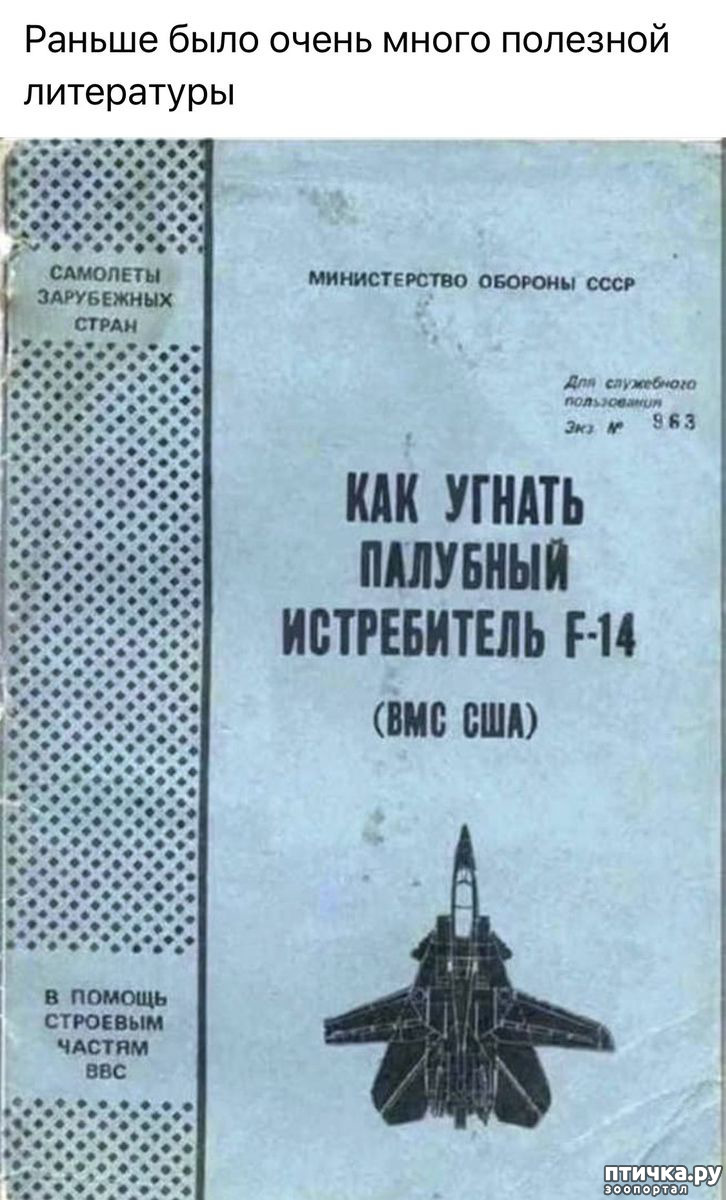 Раньше было очень много полезной
литературы
САМОЛЕТЫ
ЗАРУБЕЖНЫХ
СТРАН
МИНИСТЕРСТВО ОБОРОНЫ СССР
Для служебного
пользования
Экз № 963
КАК УГНАТЬ
ПАЛУБНЫЙ
ИСТРЕБИТЕЛЬ F-14
(ВМС США)
В ПОМОЩЬ
СТРОЕВЫМ
ЧАСТЯМ
ВВС
птичка.ру
зоопортал